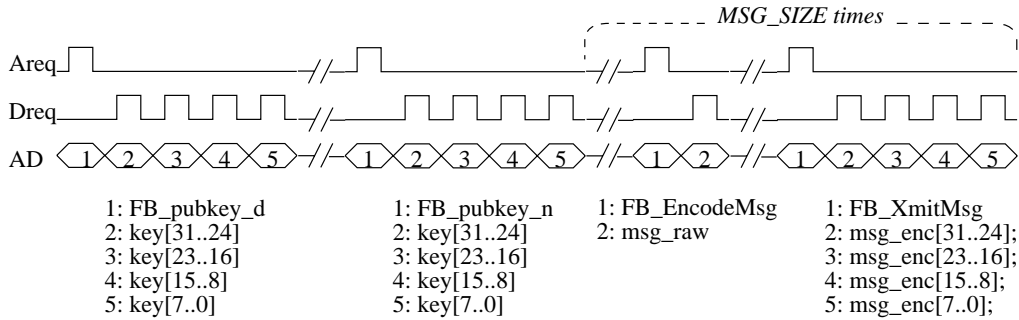 MSG_SIZE times
Areq
Dreq
AD 1 2 3 4 5 1 2 3 4 5 1 2 1 2 3 4 5
1: FB_pubkey_d
2: key[31..24]
3: key[23..16]
4: key[15..8]
5: key[7..0]
1: FB_pubkey_n
2: key[31..24]
3: key[23..16]
4: key[15..8]
5: key[7..0]
1: FB_EncodeMsg
2: msg_raw
1: FB_XmitMsg
2: msg_enc[31..24];
3: msg_enc[23..16];
4: msg_enc[15..8];
5: msg_enc[7..0];